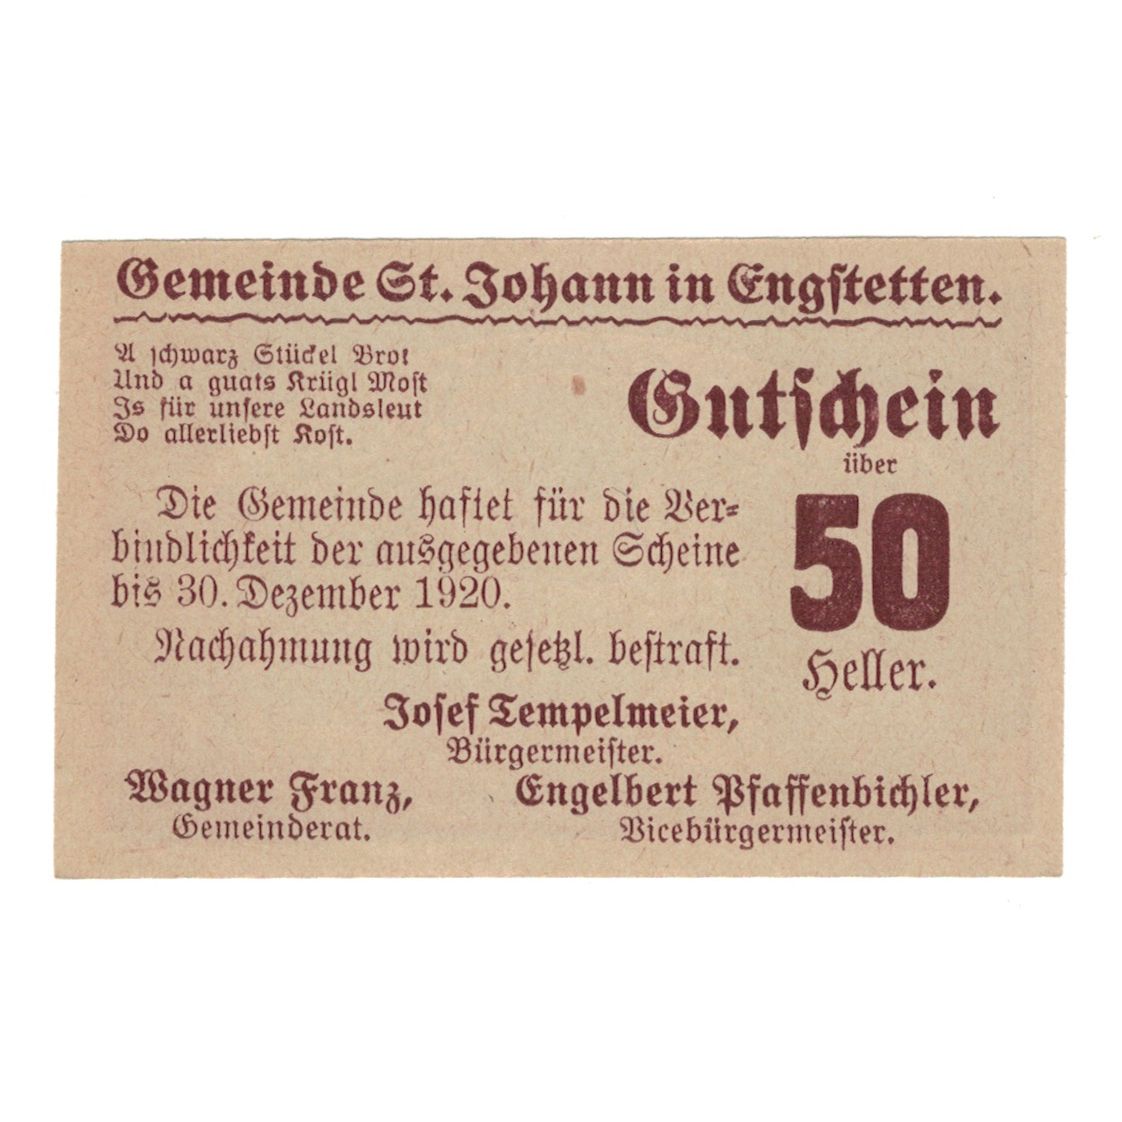 Gemeinde St. Johann in Engstetten.
A schwarz Stückel Brot
Und a guats Krügl Most
Is für unsere Landsleut
Do allerliebst Kost.
Gutschein
über
50
Heller.
Die Gemeinde haftet für die Ver-
bindlichkeit der ausgegebenen Scheine
bis 30. Dezember 1920.
Nachahmung wird gesetzl. bestraft.
Josef Tempelmeier,
Bürgermeister.
Wagner Franz,
Gemeinderat.
Engelbert Pfaffenbichler,
Vicebürgermeister.